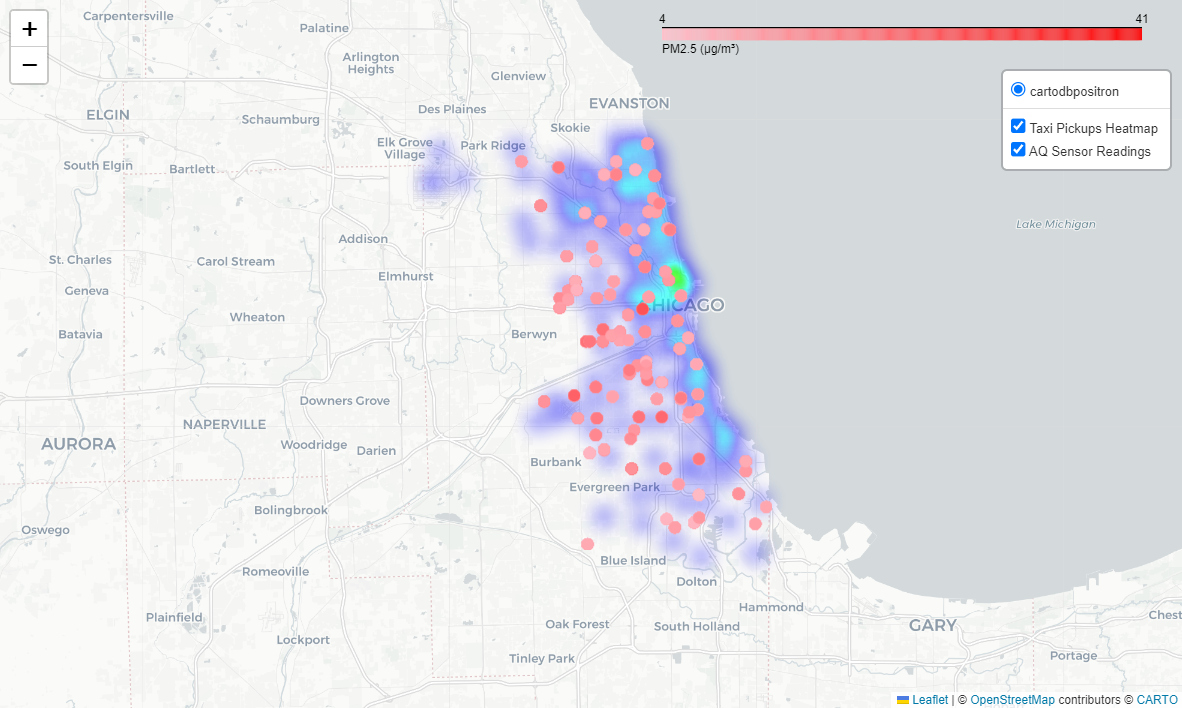 +
−
4
41
PM2.5 (µg/m³)
cartodbpositron
Taxi Pickups Heatmap
AQ Sensor Readings
Carpentersville
Palatine
Arlington
Heights
Glenview
EVANSTON
ELGIN
Schaumburg
Des Plaines
Skokie
Elk Grove
Village
Park Ridge
South Elgin
Bartlett
Lake Michigan
Addison
St. Charles
Carol Stream
Elmhurst
Geneva
CHICAGO
Wheaton
Batavia
Berwyn
Downers Grove
NAPERVILLE
AURORA
Woodridge
Darien
Burbank
Evergreen Park
Bolingbrook
Oswego
Blue Island
Romeoville
Dolton
Hammond
Plainfield
Oak Forest
South Holland
GARY
Chest
Lockport
Tinley Park
Portage
Leaflet | © OpenStreetMap contributors © CARTO